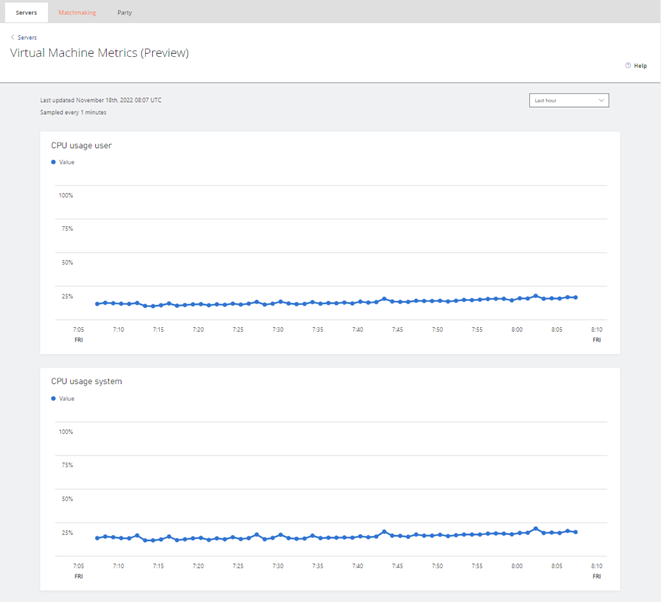 Servers Matchmaking Party
Servers
Virtual Machine Metrics (Preview)
Help
Last updated November 18th, 2022 08:07 UTC
Last hour
Sampled every 1 minutes
CPU usage user
Value
100%
75%
50%
25%
7:05 7:10 7:15 7:20 7:25 7:30 7:35 7:40 7:45 7:50 7:55 8:00 8:05 8:10
FRI FRI
CPU usage system
Value
100%
75%
50%
25%
7:05 7:10 7:15 7:20 7:25 7:30 7:35 7:40 7:45 7:50 7:55 8:00 8:05 8:10
FRI FRI